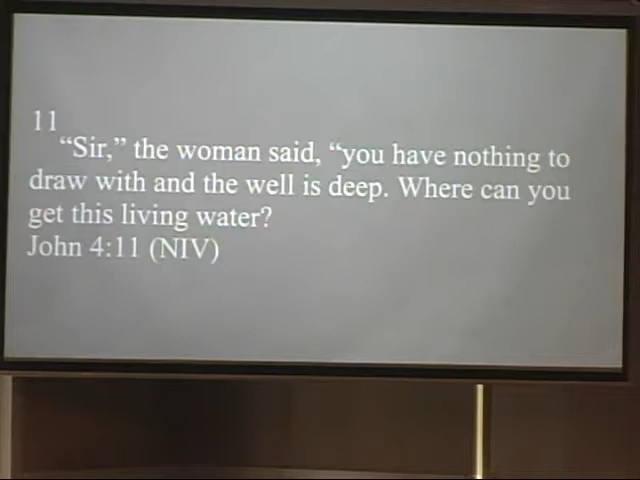 11
“Sir,” the woman said, “you have nothing to
draw with and the well is deep. Where can you
get this living water?
John 4:11 (NIV)